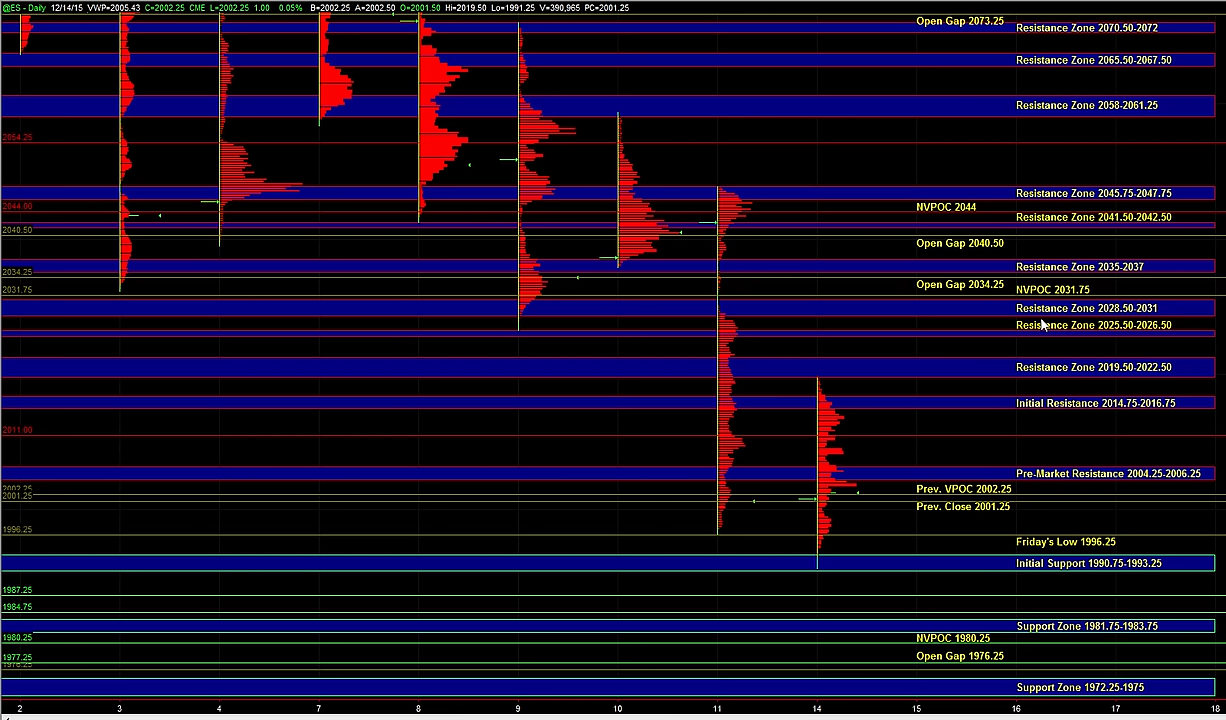 @ES - Daily 12/14/15 VWP=2005.43 C=2002.25 CME L=2002.25 1.00 0.05% B=2002.25 A=2002.50 O=2001.50 Hi=2019.50 Lo=1991.25 V=390,965 PC=2001.25
Open Gap 2073.25
Resistance Zone 2070.50-2072
Resistance Zone 2065.50-2067.50
Resistance Zone 2058-2061.25
2054.25
Resistance Zone 2045.75-2047.75
2044.00
NVPOC 2044
Resistance Zone 2041.50-2042.50
2040.50
Open Gap 2040.50
Resistance Zone 2035-2037
2034.25
Open Gap 2034.25
2031.75
NVPOC 2031.75
Resistance Zone 2028.50-2031
Resistance Zone 2025.50-2026.50
Resistance Zone 2019.50-2022.50
Initial Resistance 2014.75-2016.75
2011.00
Pre-Market Resistance 2004.25-2006.25
2002.25
Prev. VPOC 2002.25
2001.25
Prev. Close 2001.25
1996.25
Friday's Low 1996.25
Initial Support 1990.75-1993.25
1987.25
1984.75
Support Zone 1981.75-1983.75
1980.25
NVPOC 1980.25
1977.25
Open Gap 1976.25
Support Zone 1972.25-1975
2 3 4 7 8 9 10 11 14 15 16 17 18